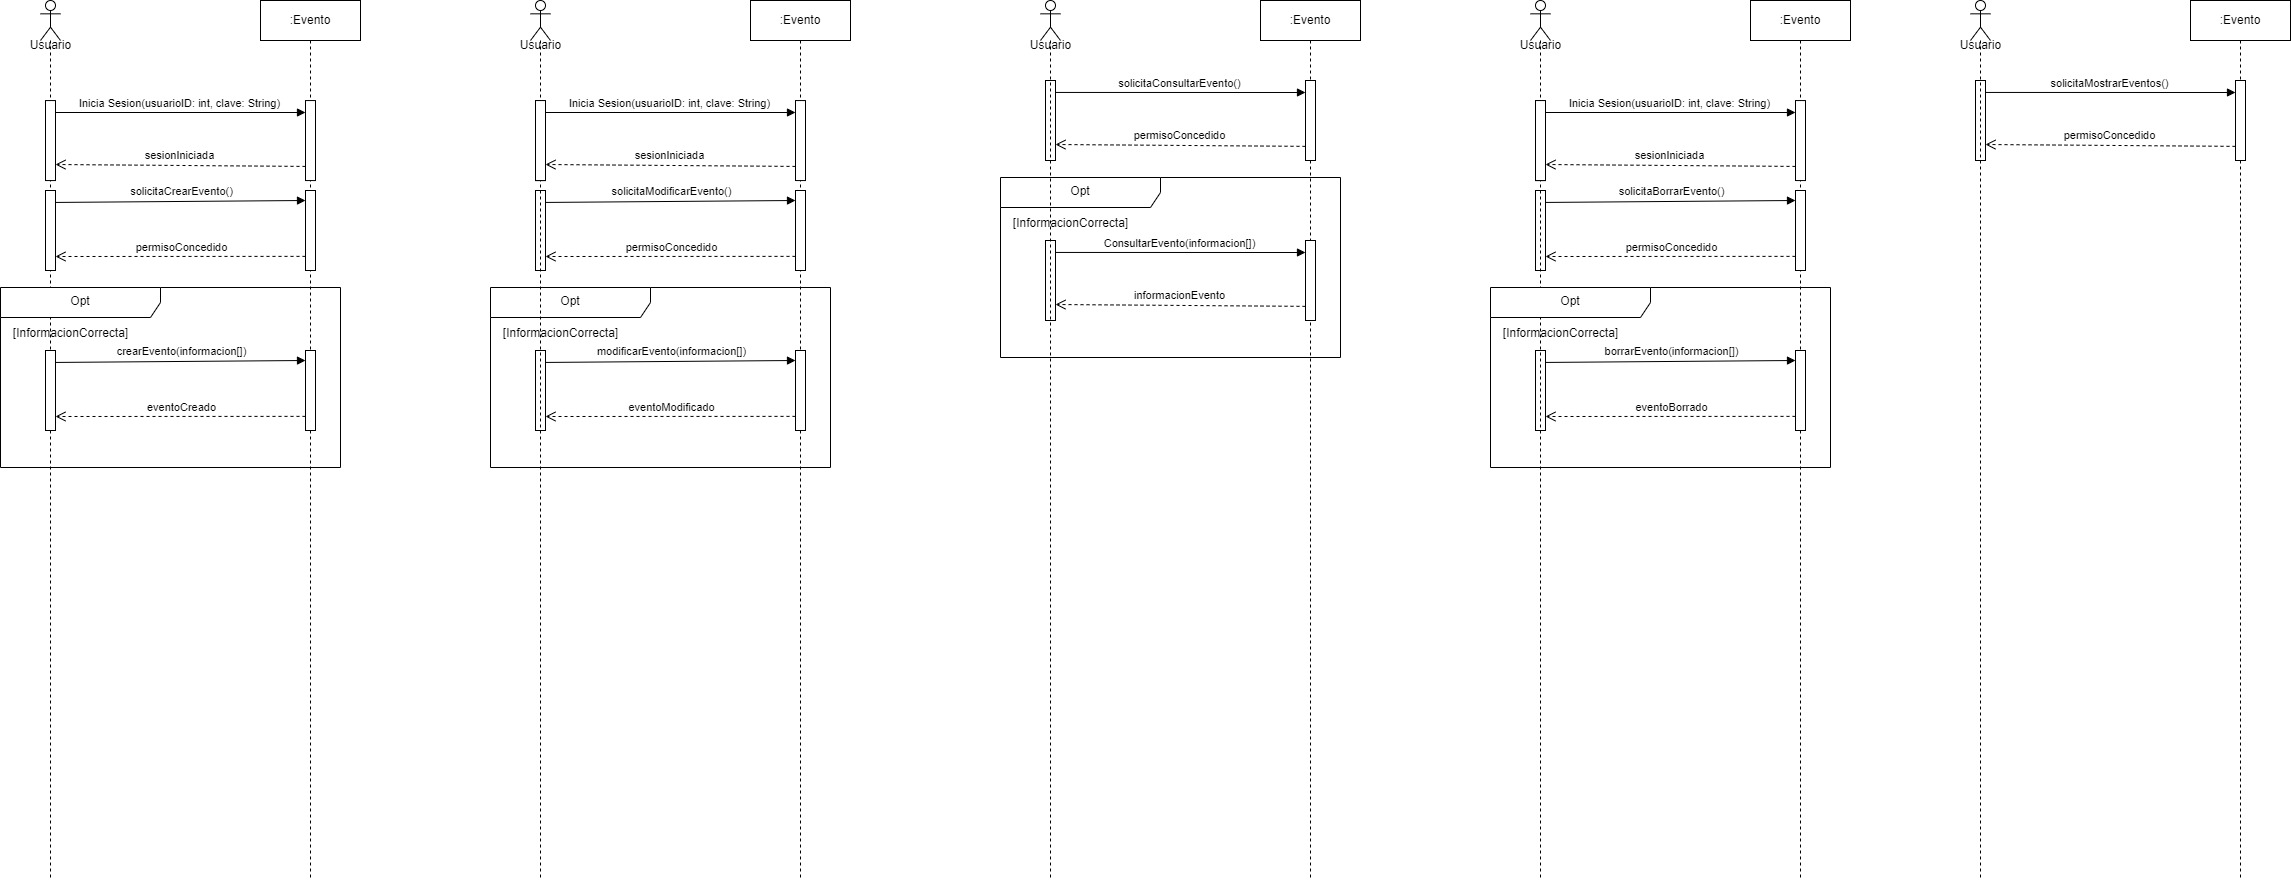 Usuario
:Evento
Inicia Sesion(usuarioID: int, clave: String)
sesionIniciada
solicitaCrearEvento()
permisoConcedido
Opt
[InformacionCorrecta]
crearEvento(informacion[])
eventoCreado
Usuario
:Evento
Inicia Sesion(usuarioID: int, clave: String)
sesionIniciada
solicitaModificarEvento()
permisoConcedido
Opt
[InformacionCorrecta]
modificarEvento(informacion[])
eventoModificado
Usuario
:Evento
solicitaConsultarEvento()
permisoConcedido
Opt
[InformacionCorrecta]
ConsultarEvento(informacion[])
informacionEvento
Usuario
:Evento
Inicia Sesion(usuarioID: int, clave: String)
sesionIniciada
solicitaBorrarEvento()
permisoConcedido
Opt
[InformacionCorrecta]
borrarEvento(informacion[])
eventoBorrado
Usuario
:Evento
solicitaMostrarEventos()
permisoConcedido